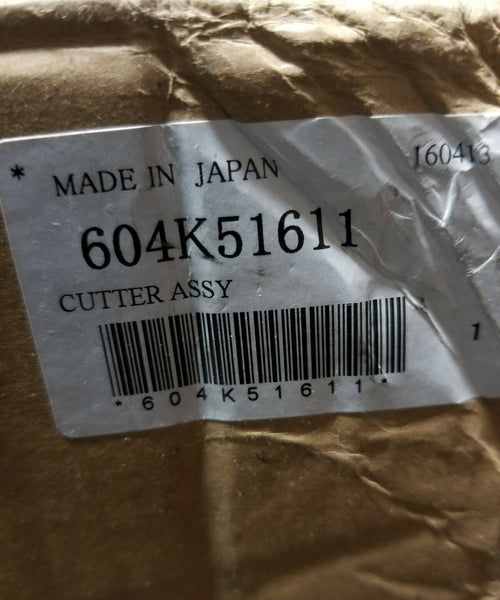 * MADE IN JAPAN 160413
604K51611
CUTTER ASSY
1
*604K51611*